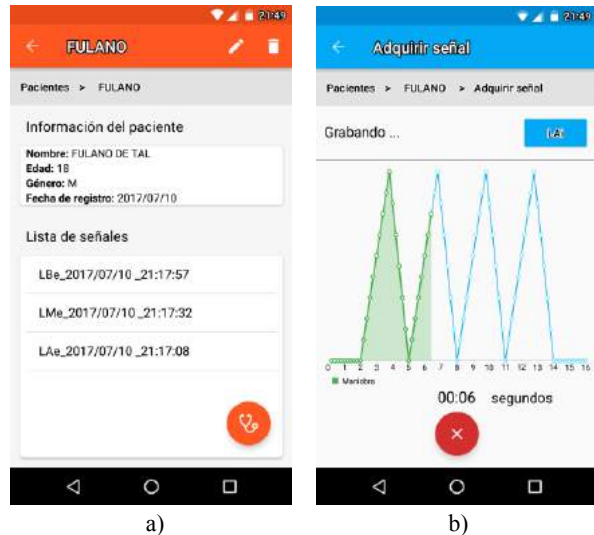 21:49
FULANO
Pacientes > FULANO
Información del paciente
Nombre: FULANO DE TAL
Edad: 18
Género: M
Fecha de registro: 2017/07/10
Lista de señales
LBe_2017/07/10 _21:17:57
LMe_2017/07/10 _21:17:32
LAe_2017/07/10 _21:17:08
a)
21:49
Adquirir señal
Pacientes > FULANO > Adquirir señal
Grabando ...
LAi
0 1 2 3 4 5 6 7 8 9 10 11 12 13 14 15 16
Maniobra
00:06 segundos
b)